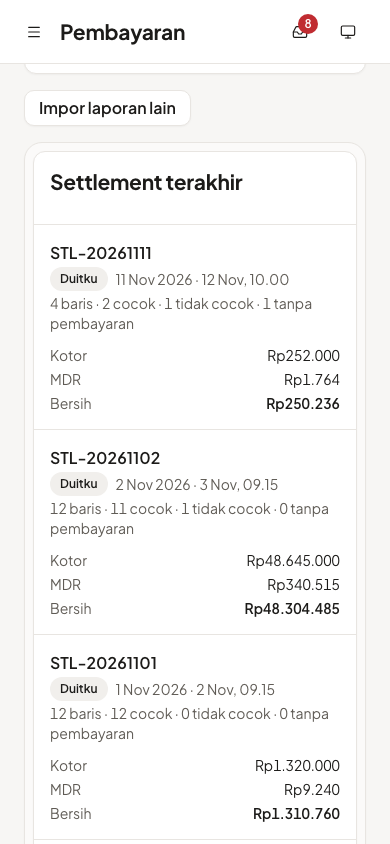 Pembayaran
8
Impor laporan lain
Settlement terakhir
STL-20261111
Duitku 11 Nov 2026 · 12 Nov, 10.00
4 baris · 2 cocok · 1 tidak cocok · 1 tanpa
pembayaran
Kotor Rp252.000
MDR Rp1.764
Bersih Rp250.236
STL-20261102
Duitku 2 Nov 2026 · 3 Nov, 09.15
12 baris · 11 cocok · 1 tidak cocok · 0 tanpa
pembayaran
Kotor Rp48.645.000
MDR Rp340.515
Bersih Rp48.304.485
STL-20261101
Duitku 1 Nov 2026 · 2 Nov, 09.15
12 baris · 12 cocok · 0 tidak cocok · 0 tanpa
pembayaran
Kotor Rp1.320.000
MDR Rp9.240
Bersih Rp1.310.760